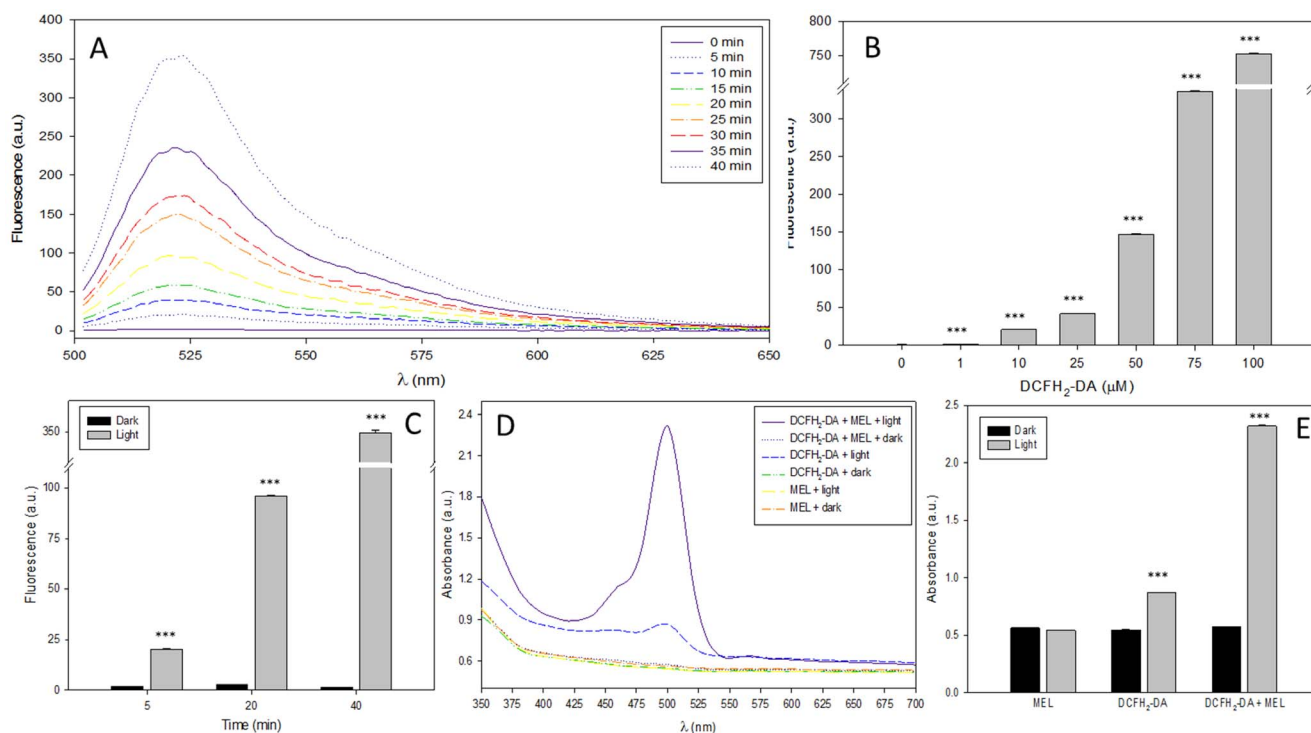 A
Fluorescence (a.u.)
400
350
300
250
200
150
100
50
0
500
525
550
575
600
625
650
λ (nm)
0 min
5 min
10 min
15 min
20 min
25 min
30 min
35 min
40 min
B
Fluorescence (a.u.)
800
750
300
250
200
150
100
50
0
***
***
***
***
***
***
0
1
10
25
50
75
100
DCFH₂-DA (µM)
C
Dark
Light
Fluorescence (a.u.)
350
100
75
50
25
0
***
***
***
5
20
40
Time (min)
D
Absorbance (a.u.)
2.4
2.1
1.8
1.5
1.2
0.9
0.6
DCFH₂-DA + MEL + light
DCFH₂-DA + MEL + dark
DCFH₂-DA + light
DCFH₂-DA + dark
MEL + light
MEL + dark
350
375
400
425
450
475
500
525
550
575
600
625
650
675
700
λ (nm)
E
Dark
Light
Absorbance (a.u.)
2.5
2.0
1.5
1.0
0.5
0.0
***
***
MEL
DCFH₂-DA
DCFH₂-DA + MEL